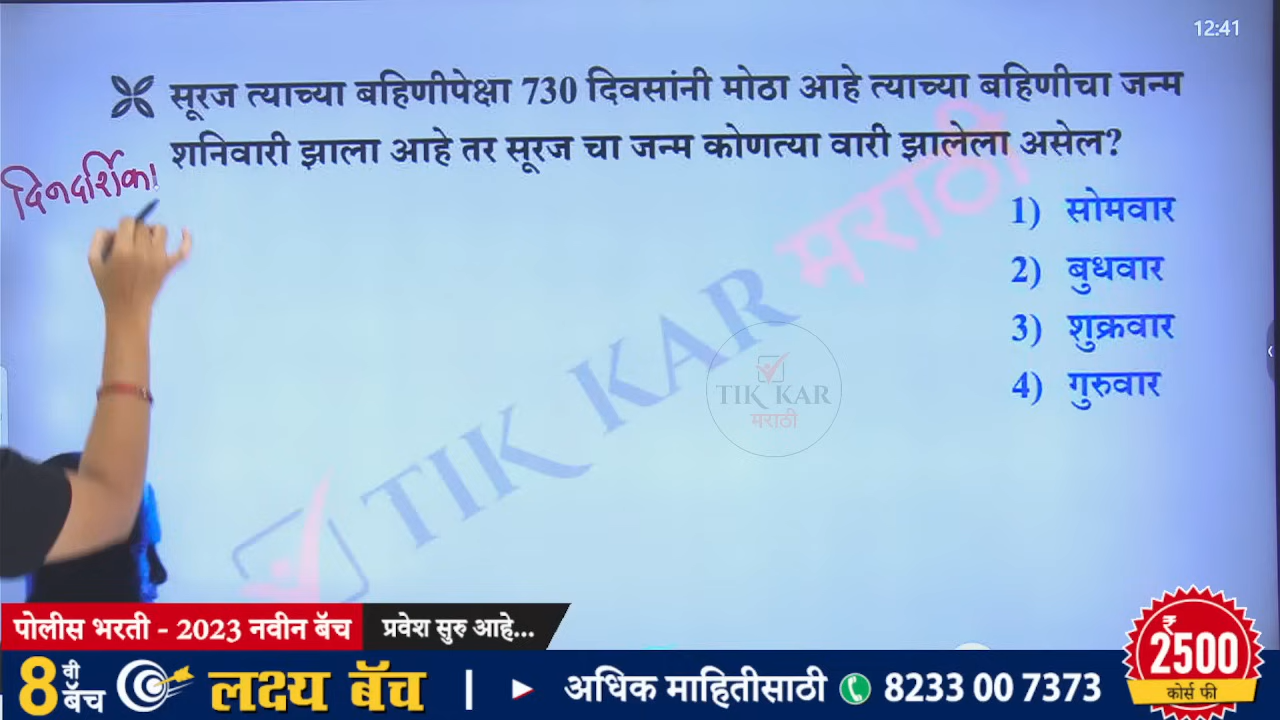 12:41
सूरज त्याच्या बहिणीपेक्षा 730 दिवसांनी मोठा आहे त्याच्या बहिणीचा जन्म
शनिवारी झाला आहे तर सूरज चा जन्म कोणत्या वारी झालेला असेल?
दिनदर्शिका
1) सोमवार
2) बुधवार
3) शुक्रवार
4) गुरुवार
TIK KAR मराठी
TIK KAR
मराठी
पोलीस भरती - 2023 नवीन बॅच
प्रवेश सुरु आहे...
8 वी बॅच
लक्ष्य बॅच
अधिक माहितीसाठी 8233 00 7373
₹ 2500
कोर्स फी